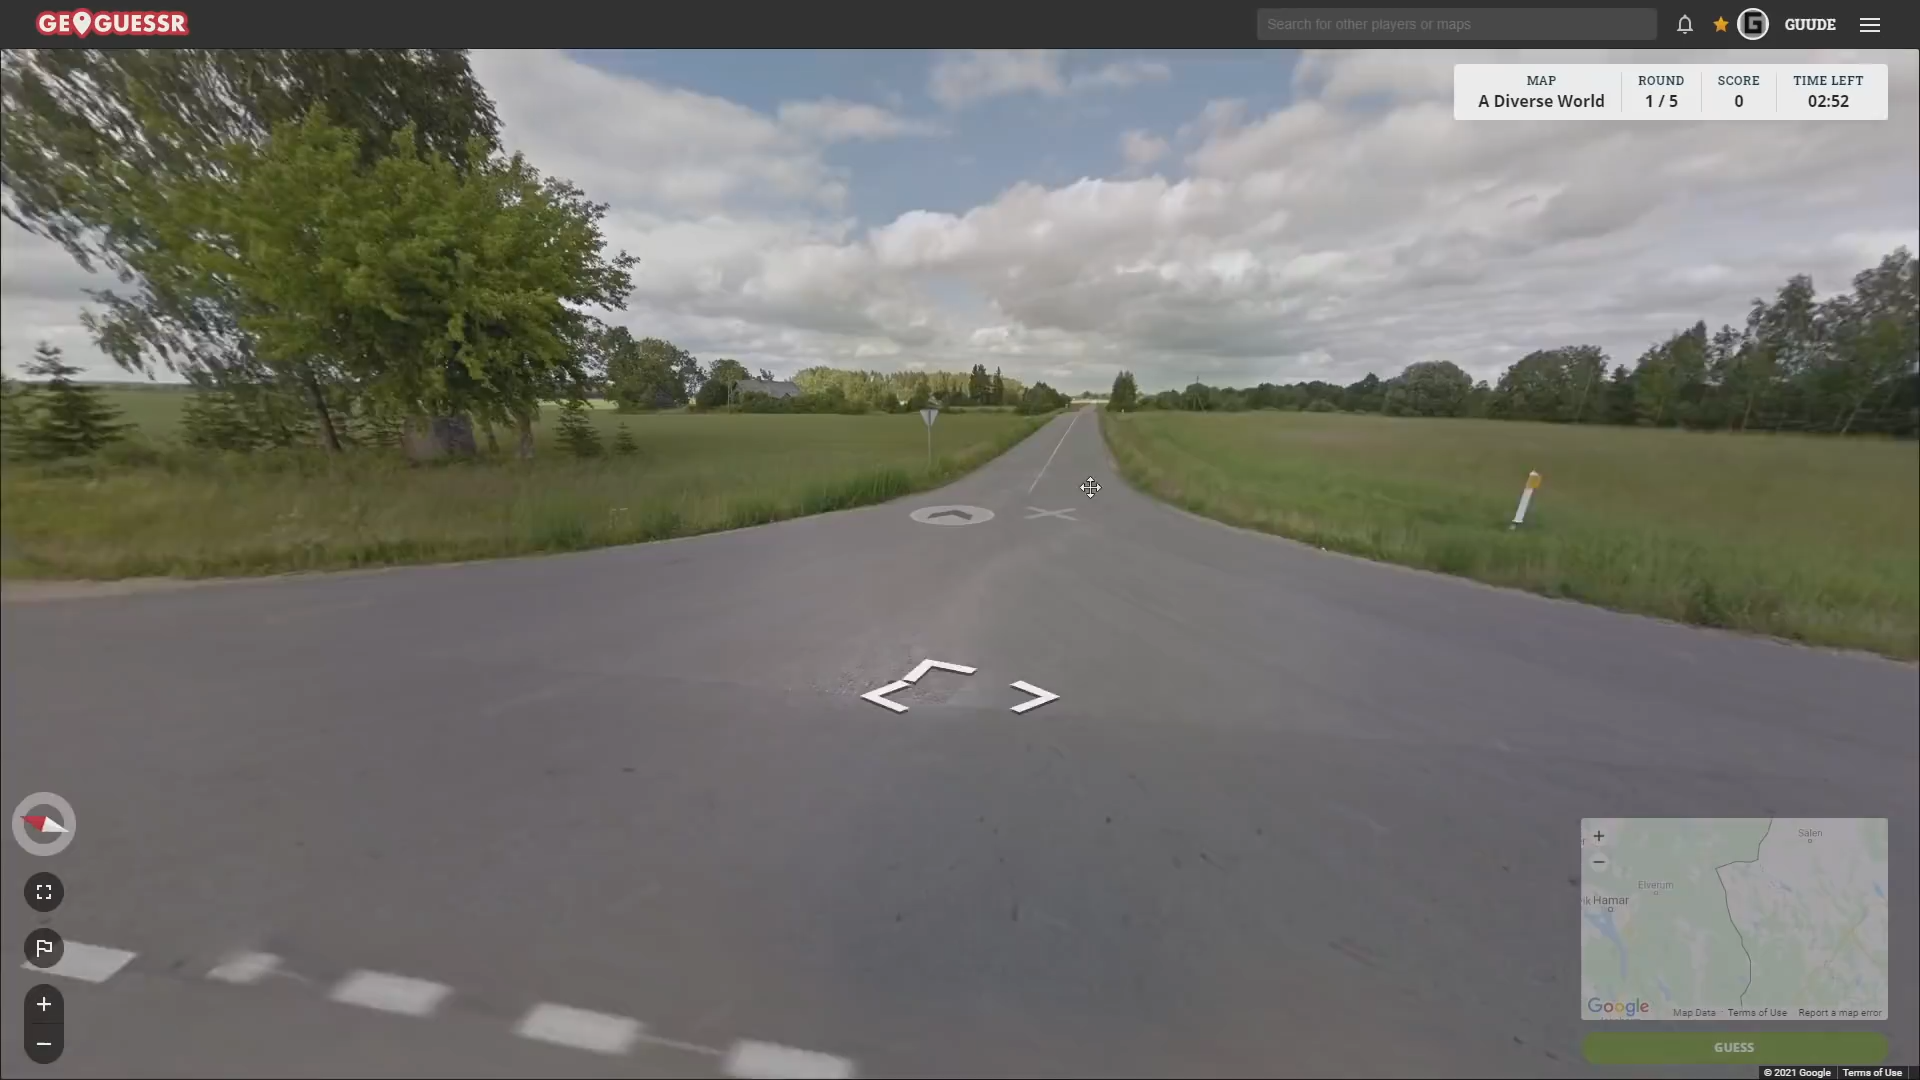 GEOGUESSR
Search for other players or maps
GUUDE
MAP
A Diverse World
ROUND
1 / 5
SCORE
0
TIME LEFT
02:52
Sälen
Elverum
Hamar
Google
Map Data
Terms of Use
Report a map error
GUESS
© 2021 Google
Terms of Use